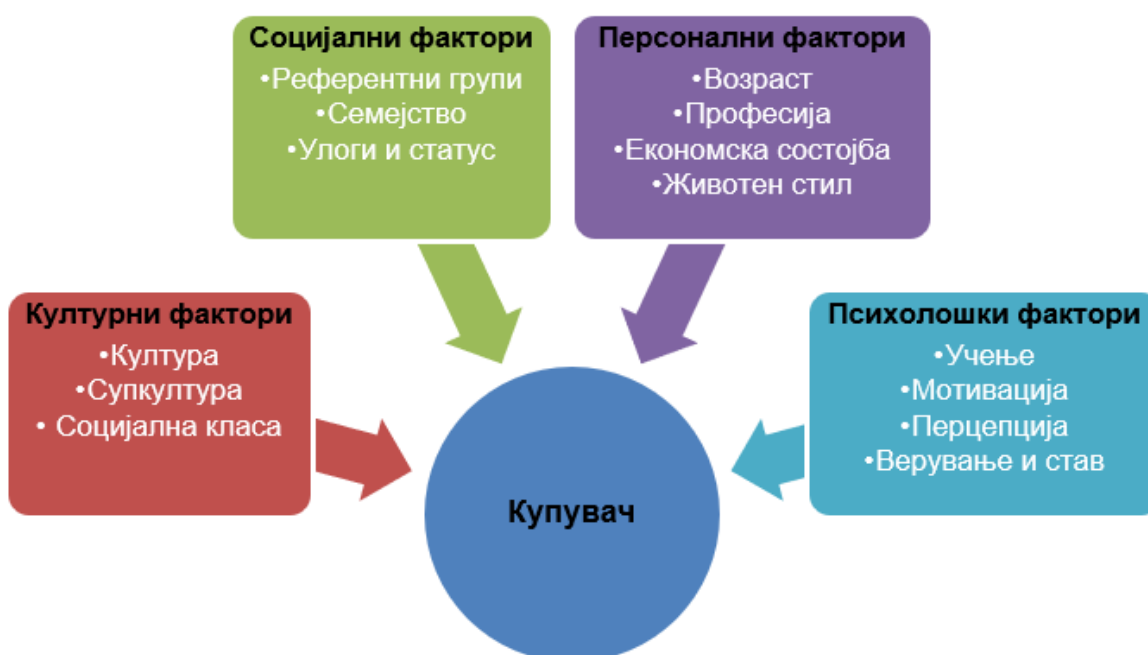 Социјални фактори
•Референтни групи
•Семејство
•Улоги и статус
Персонални фактори
•Возраст
•Професија
•Економска состојба
•Животен стил
Културни фактори
•Култура
•Супкултура
• Социјална класа
Психолошки фактори
•Учење
•Мотивација
•Перцепција
•Верување и став
Купувач